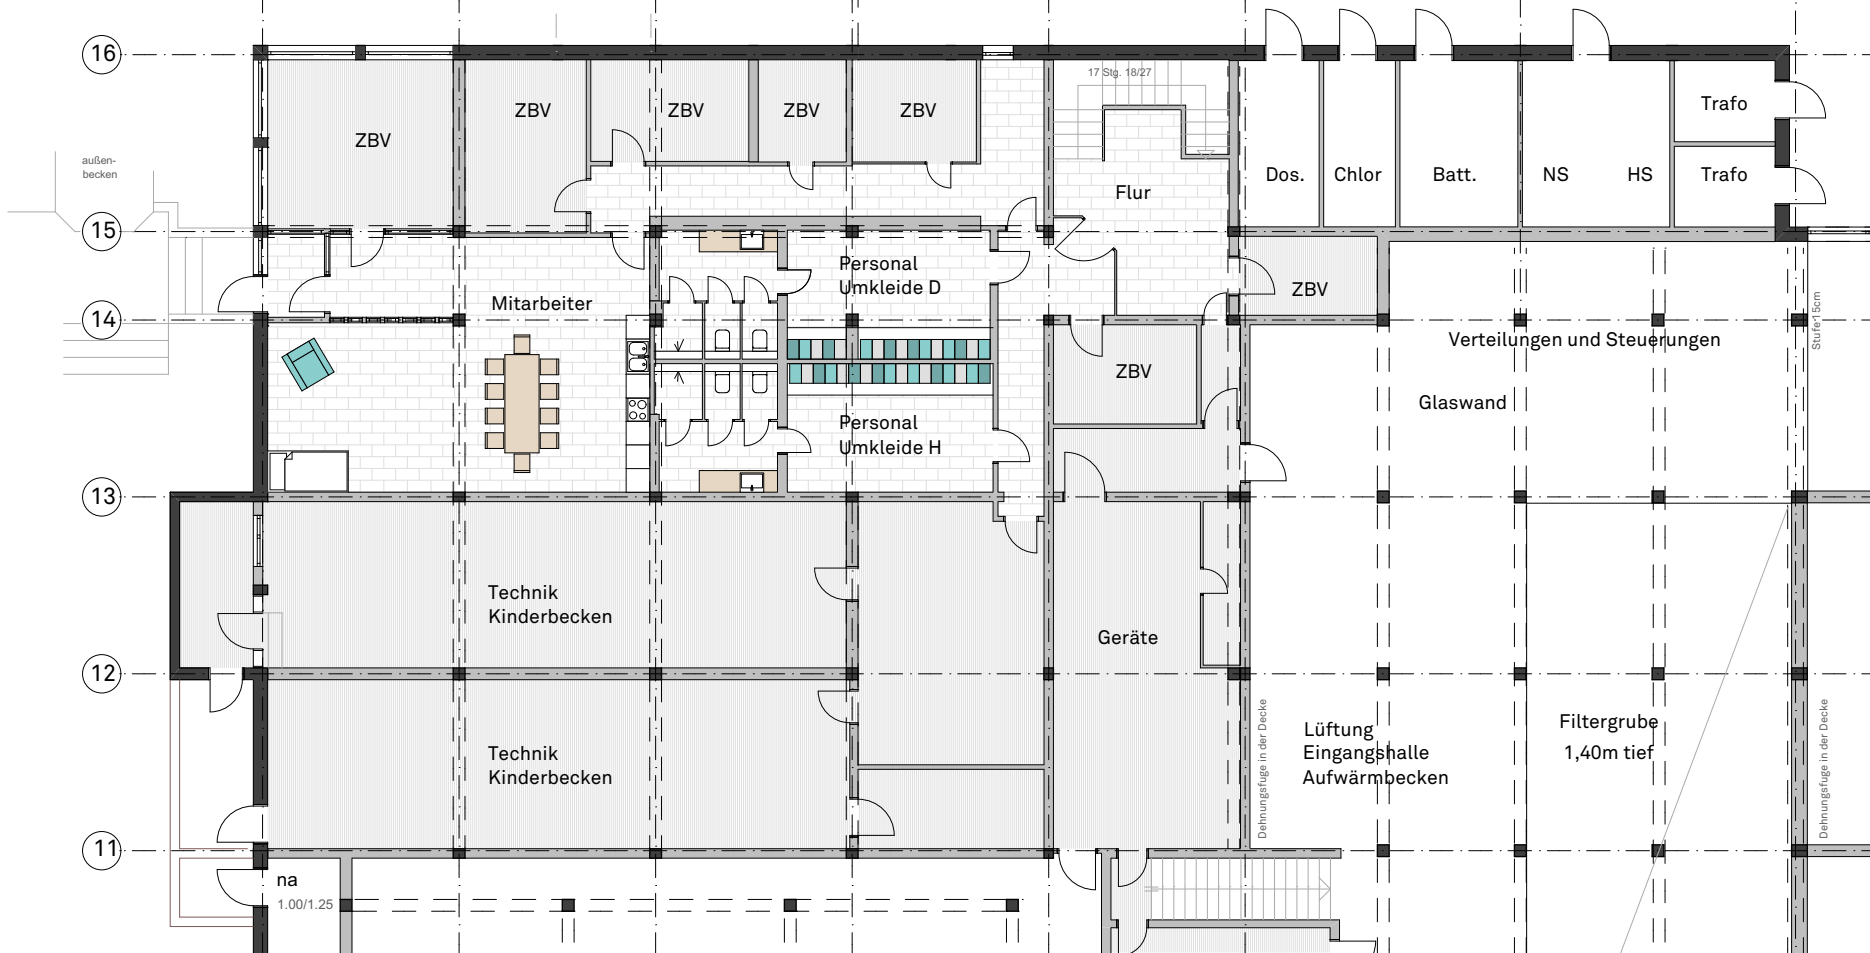 16
17 Stg. 18/27
ZBV
ZBV
ZBV
ZBV
ZBV
Trafo
außen-
becken
Dos.
Chlor
Batt.
NS
HS
Trafo
Flur
15
Personal
Umkleide D
Mitarbeiter
ZBV
14
Stufe 15cm
Verteilungen und Steuerungen
ZBV
Glaswand
Personal
Umkleide H
13
Technik
Kinderbecken
Geräte
12
Dehnungsfuge in der Decke
Lüftung
Eingangshalle
Aufwärmbecken
Filtergrube
1,40m tief
Dehnungsfuge in der Decke
Technik
Kinderbecken
11
na
1.00/1.25